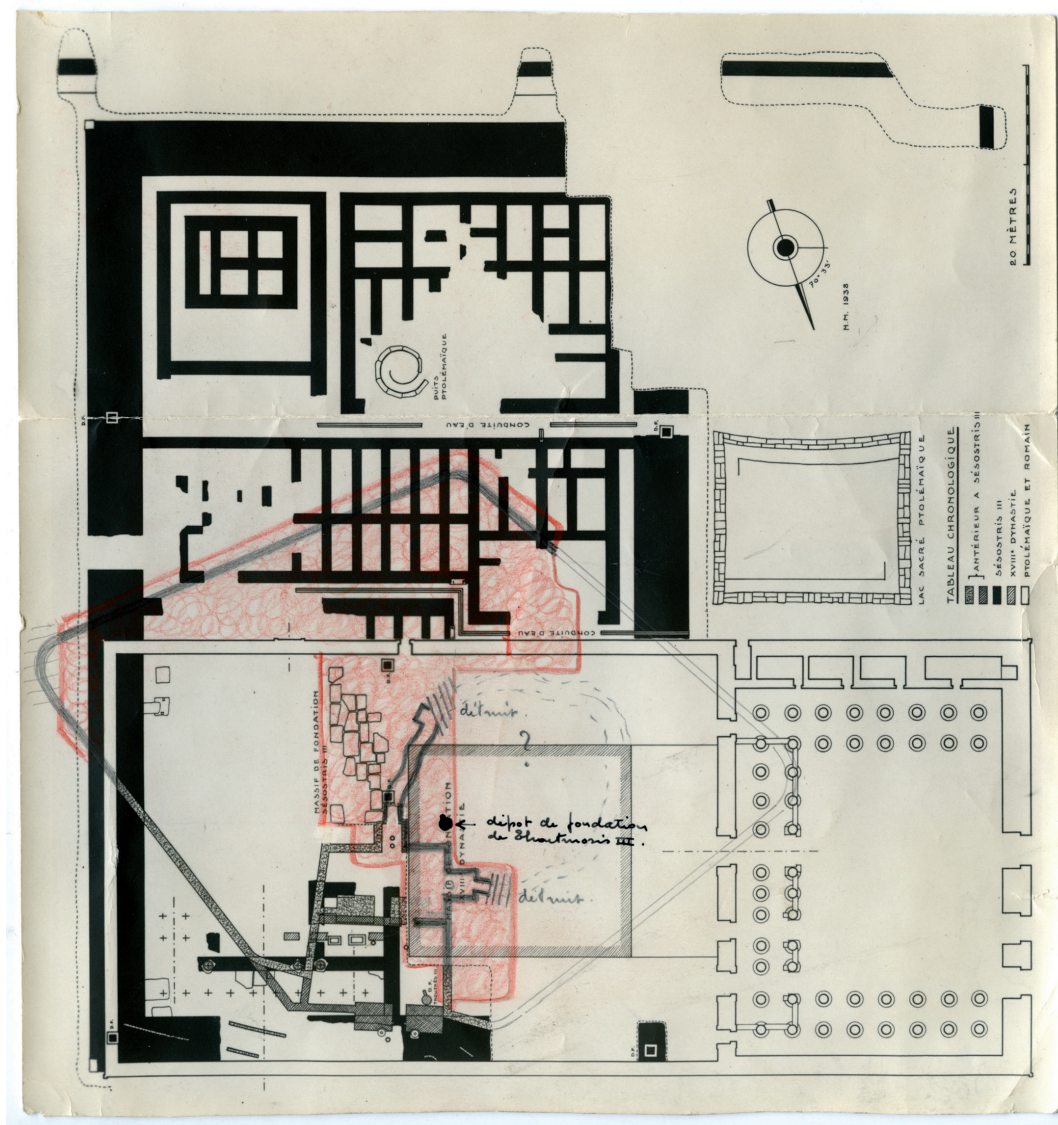 20 MÈTRES
70° 33'
N.M. 1938
PUITS
PTOLÉMAÏQUE
D.F.
CONDUITE D'EAU
D.F.
LAC SACRÉ PTOLÉMAÏQUE
TABLEAU CHRONOLOGIQUE
ANTÉRIEUR A SÉSOSTRIS III
SÉSOSTRIS III
XVIIIᵉ DYNASTIE
PTOLÉMAÏQUE ET ROMAIN
CONDUITE D'EAU
D.F.
MASSIF DE FONDATION
SÉSOSTRIS III
détruit.
?
dépot de fondation
de Thoutmosis III.
XVIIIᵉ DYNASTIE
détruit.
D.F.
D.F.
D.F.